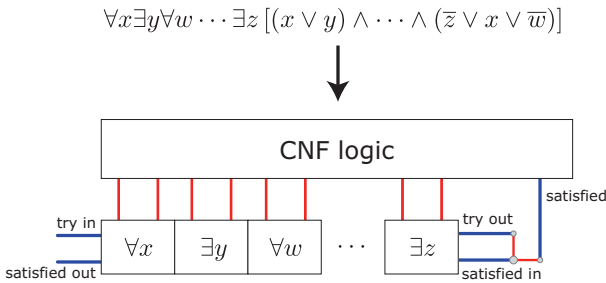 ∀x∃y∀w ⋯ ∃z [(x ∨ y) ∧ ⋯ ∧ (z̅ ∨ x ∨ w̅)]
CNF logic
satisfied
try in
try out
∀x ∃y ∀w ⋯ ∃z
satisfied out
satisfied in